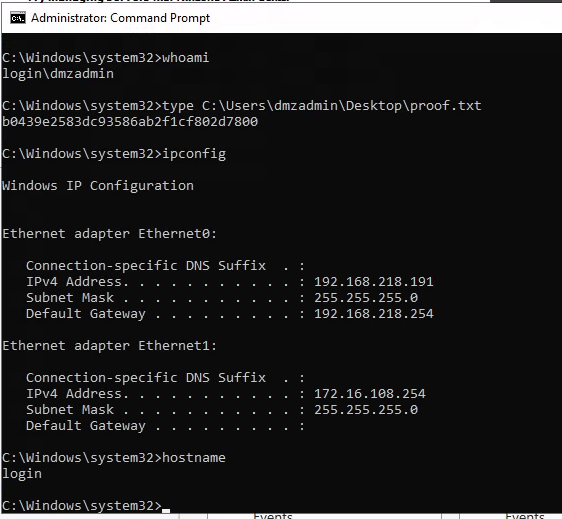 Administrator: Command Prompt
C:\Windows\system32>whoami
login\dmzadmin
C:\Windows\system32>type C:\Users\dmzadmin\Desktop\proof.txt
b0439e2583dc93586ab2f1cf802d7800
C:\Windows\system32>ipconfig
Windows IP Configuration
Ethernet adapter Ethernet0:
Connection-specific DNS Suffix  . :
IPv4 Address. . . . . . . . . . . : 192.168.218.191
Subnet Mask . . . . . . . . . . . : 255.255.255.0
Default Gateway . . . . . . . . . : 192.168.218.254
Ethernet adapter Ethernet1:
Connection-specific DNS Suffix  . :
IPv4 Address. . . . . . . . . . . : 172.16.108.254
Subnet Mask . . . . . . . . . . . : 255.255.255.0
Default Gateway . . . . . . . . . :
C:\Windows\system32>hostname
login
C:\Windows\system32>
Events
Events